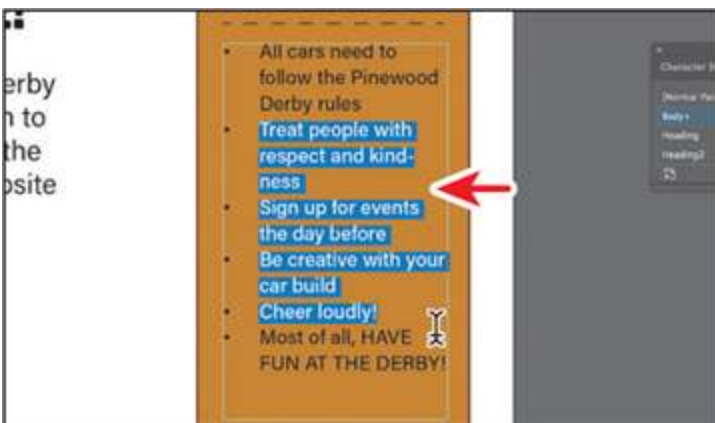 erby
n to
the
osite
• All cars need to
follow the Pinewood
Derby rules
• Treat people with
respect and kind-
ness
• Sign up for events
the day before
• Be creative with your
car build
• Cheer loudly!
• Most of all, HAVE
FUN AT THE DERBY!
Character S
[Normal Par
Body+
Heading
Heading2